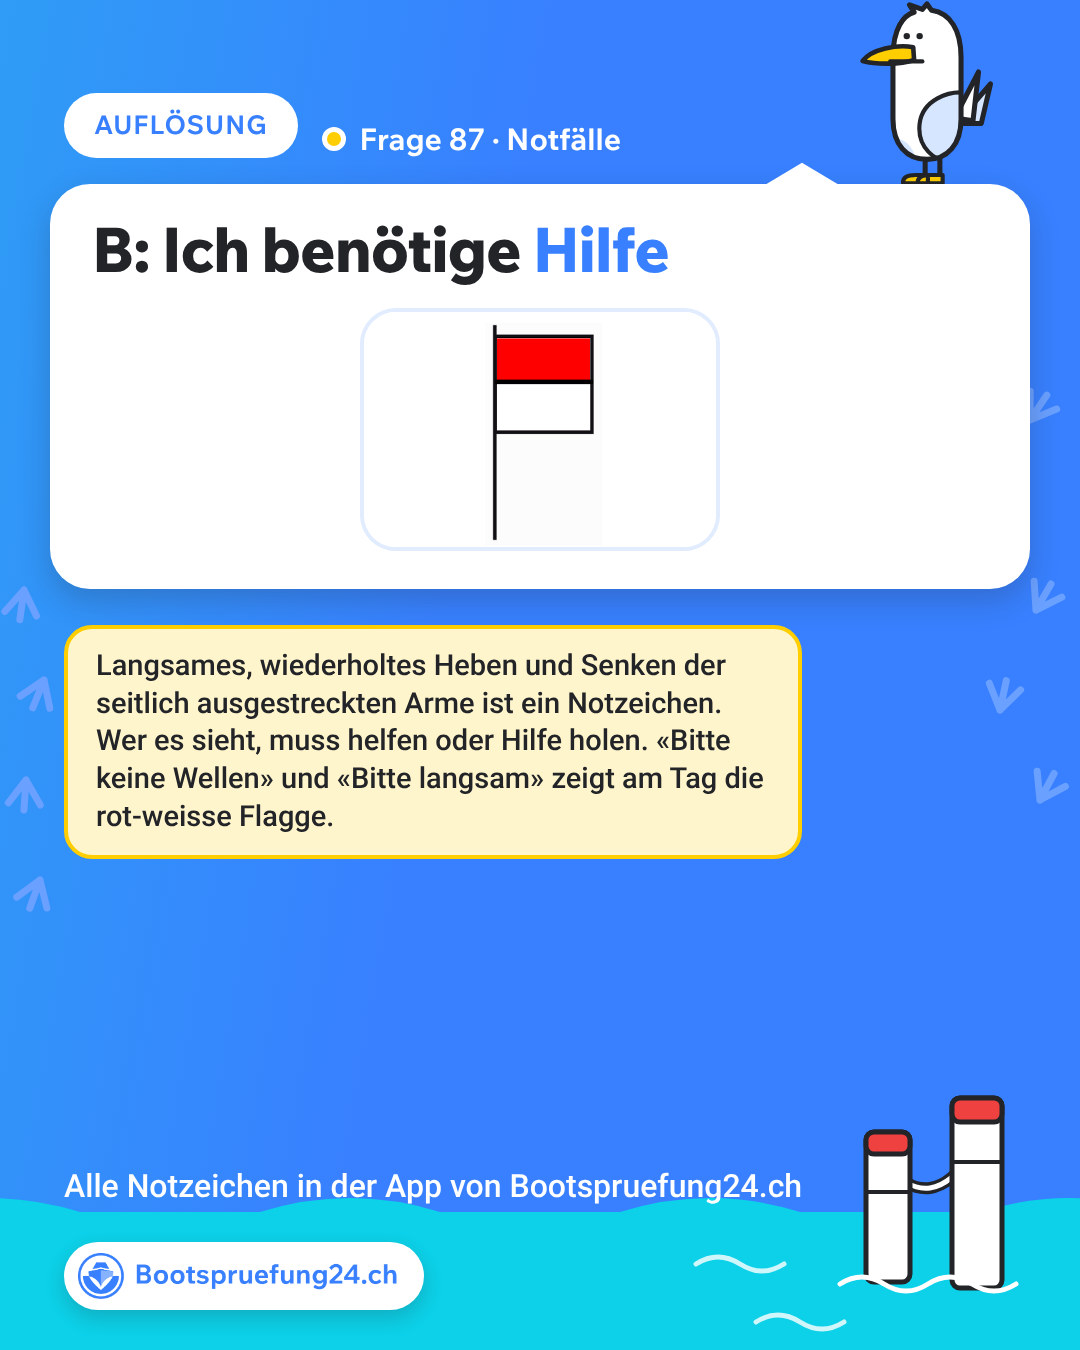 AUFLÖSUNG
Frage 87 · Notfälle
B: Ich benötige Hilfe
Langsames, wiederholtes Heben und Senken der
seitlich ausgestreckten Arme ist ein Notzeichen.
Wer es sieht, muss helfen oder Hilfe holen. «Bitte
keine Wellen» und «Bitte langsam» zeigt am Tag die
rot-weisse Flagge.
Alle Notzeichen in der App von Bootspruefung24.ch
Bootspruefung24.ch